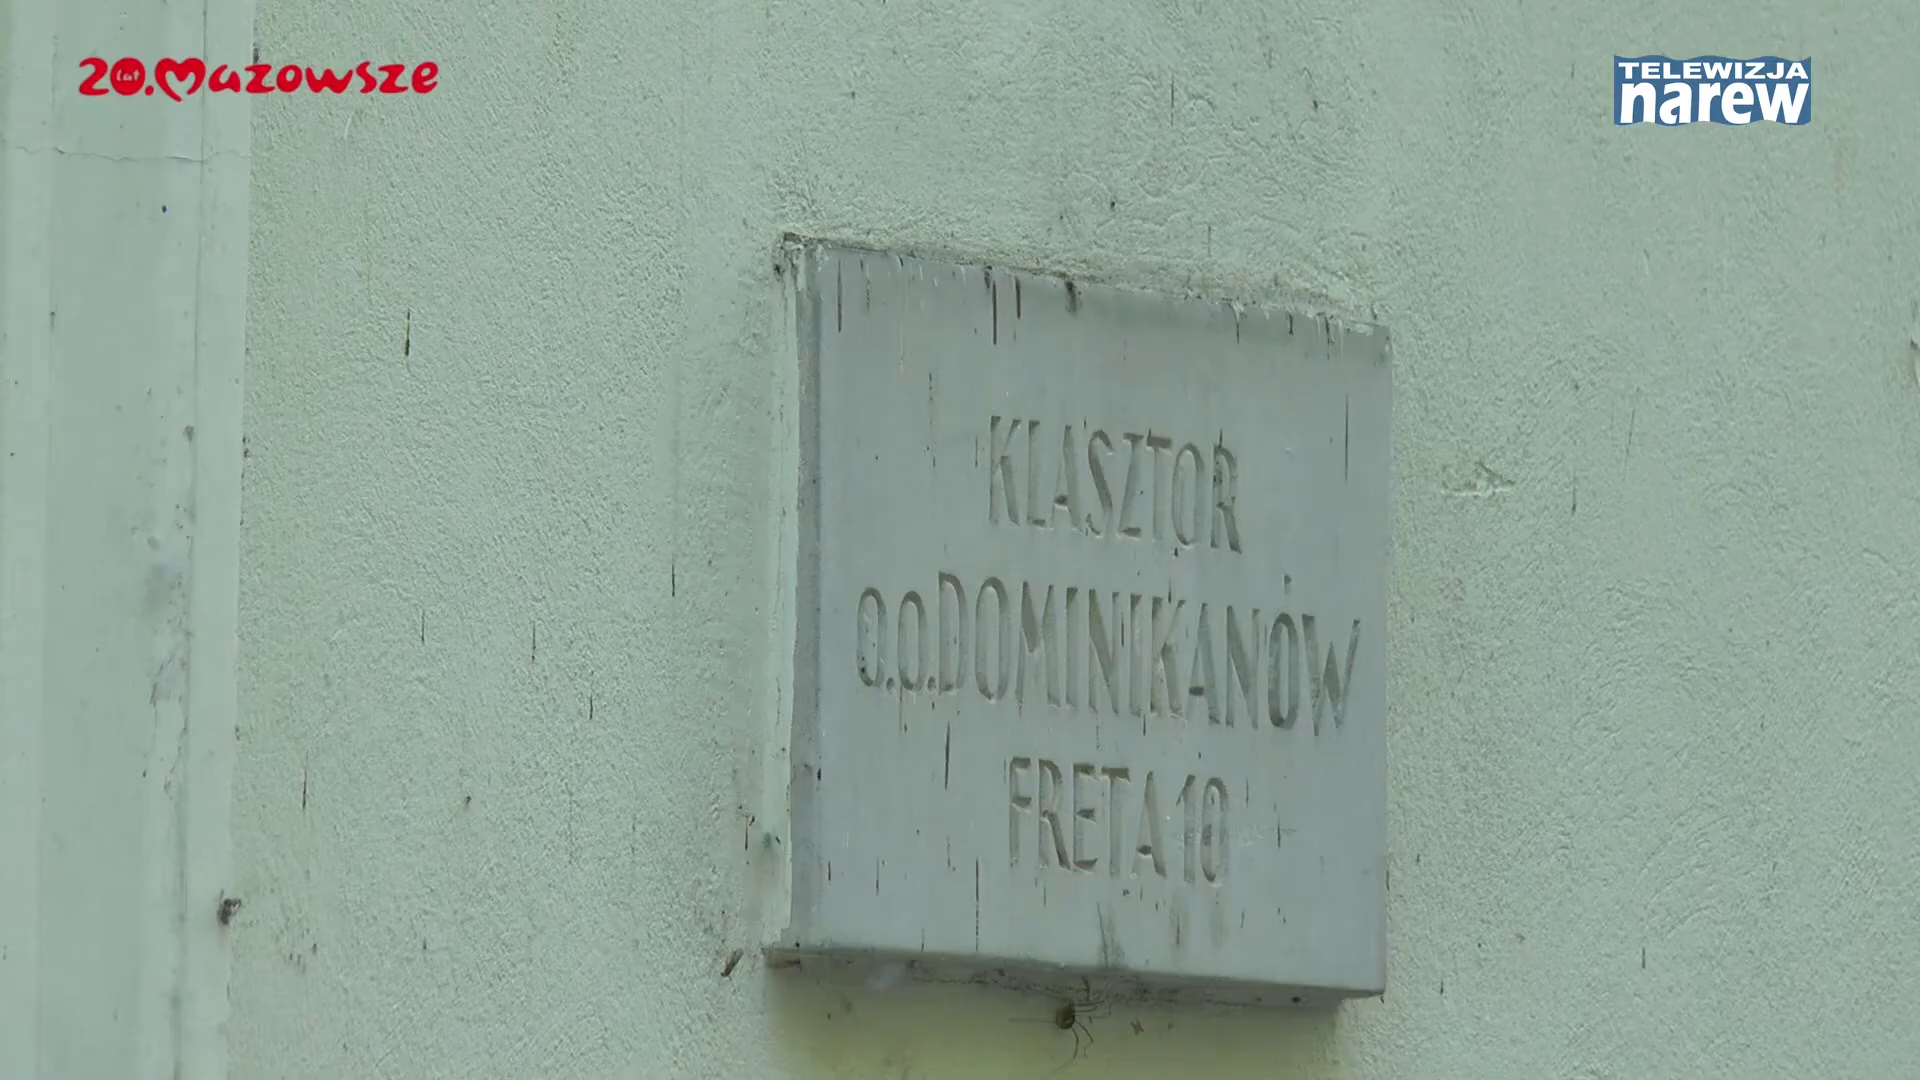 20 lat. Mazowsze
TELEWIZJA
narew
KLASZTOR
O.O.DOMINIKANÓW
FRETA 10